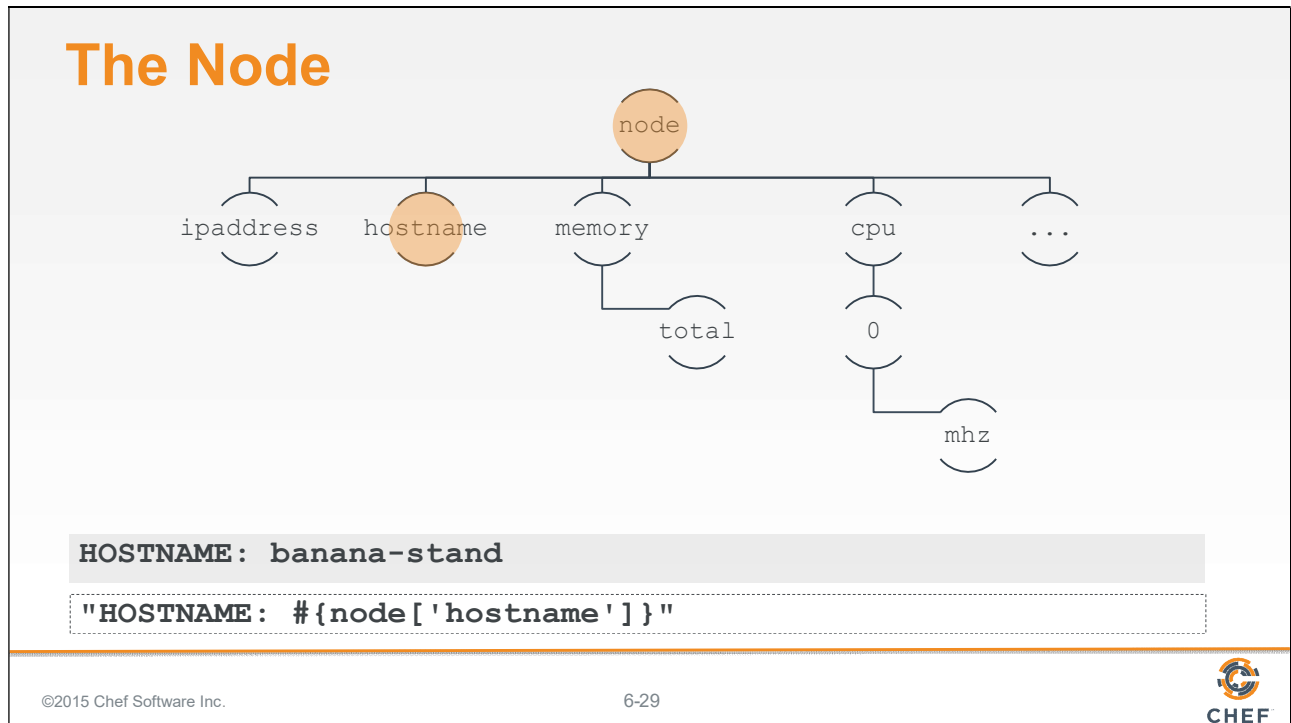 The Node
node
ipaddress hostname memory cpu ...
total 0
mhz
HOSTNAME: banana-stand
"HOSTNAME: #{node['hostname']}"
©2015 Chef Software Inc. 6-29
CHEF